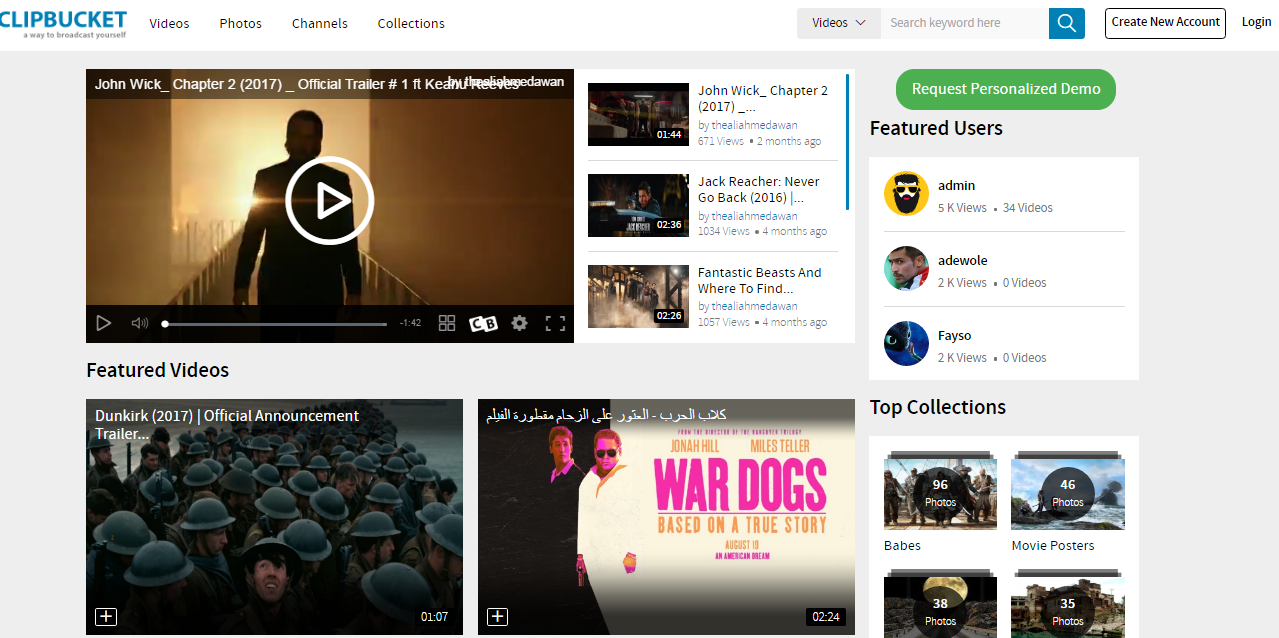 CLIPBUCKET
a way to broadcast yourself
Videos
Photos
Channels
Collections
Videos
Search keyword here
Create New Account
Login
John Wick_ Chapter 2 (2017) _ Official Trailer # 1 ft Keanu Reeves
by thealiahmedawan
-1:42
CB
John Wick_ Chapter 2
(2017) _...
by thealiahmedawan
671 Views • 2 months ago
01:44
Jack Reacher: Never
Go Back (2016) |...
by thealiahmedawan
1034 Views • 4 months ago
JACK REACHER
02:36
Fantastic Beasts And
Where To Find...
by thealiahmedawan
1057 Views • 4 months ago
02:26
Request Personalized Demo
Featured Users
admin
5 K Views • 34 Videos
adewole
2 K Views • 0 Videos
Fayso
2 K Views • 0 Videos
Featured Videos
Dunkirk (2017) | Official Announcement
Trailer...
01:07
كلاب الحرب - العثور على الزحام مقطورة الفيلم
FROM THE DIRECTOR OF THE HANGOVER TRILOGY
JONAH HILL MILES TELLER
WAR DOGS
BASED ON A TRUE STORY
AUGUST 19
AN AMERICAN DREAM
02:24
Top Collections
96
Photos
Babes
46
Photos
Movie Posters
38
Photos
35
Photos